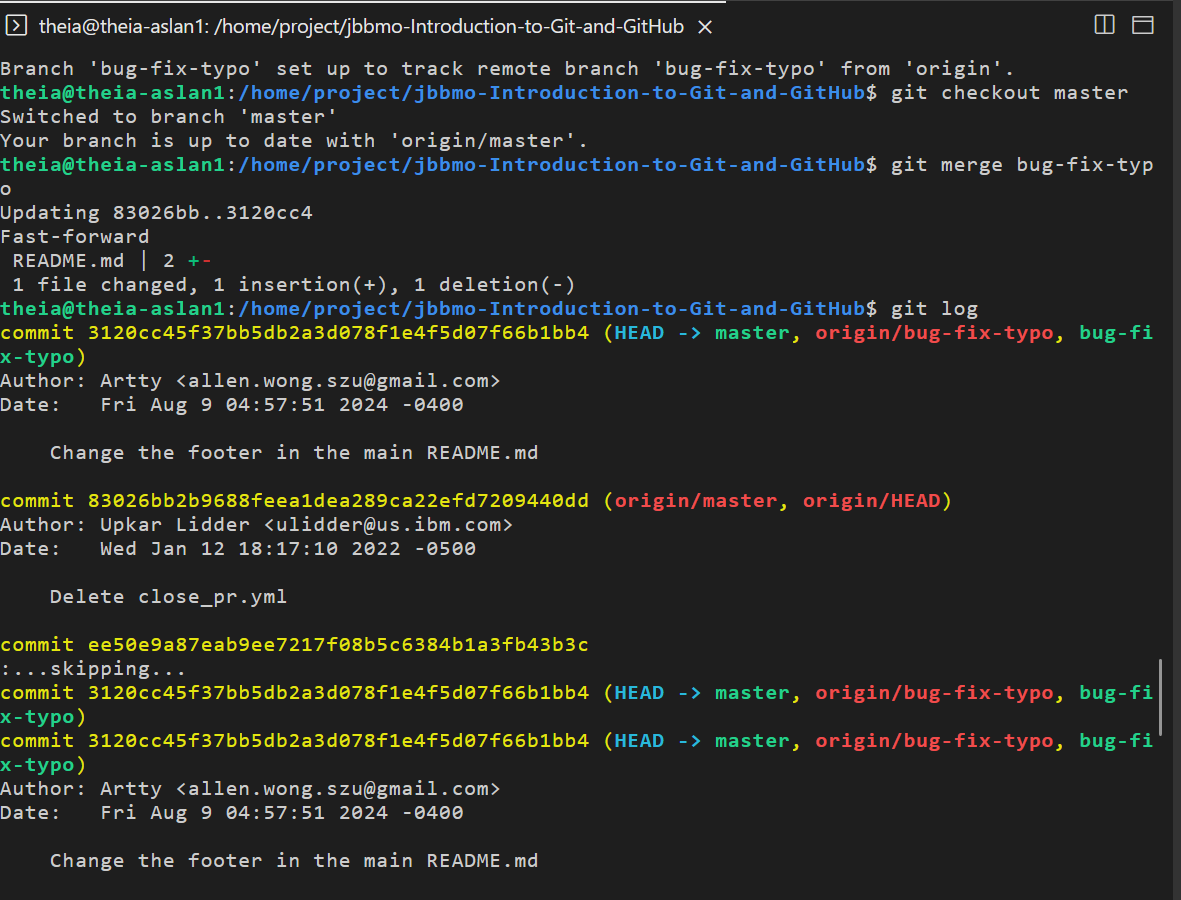 theia@theia-aslan1: /home/project/jbbmo-Introduction-to-Git-and-GitHub
Branch 'bug-fix-typo' set up to track remote branch 'bug-fix-typo' from 'origin'.
theia@theia-aslan1:/home/project/jbbmo-Introduction-to-Git-and-GitHub$ git checkout master
Switched to branch 'master'
Your branch is up to date with 'origin/master'.
theia@theia-aslan1:/home/project/jbbmo-Introduction-to-Git-and-GitHub$ git merge bug-fix-typ
o
Updating 83026bb..3120cc4
Fast-forward
 README.md | 2 +-
 1 file changed, 1 insertion(+), 1 deletion(-)
theia@theia-aslan1:/home/project/jbbmo-Introduction-to-Git-and-GitHub$ git log
commit 3120cc45f37bb5db2a3d078f1e4f5d07f66b1bb4 (HEAD -> master, origin/bug-fix-typo, bug-fi
x-typo)
Author: Artty <allen.wong.szu@gmail.com>
Date:   Fri Aug 9 04:57:51 2024 -0400

    Change the footer in the main README.md

commit 83026bb2b9688feea1dea289ca22efd7209440dd (origin/master, origin/HEAD)
Author: Upkar Lidder <ulidder@us.ibm.com>
Date:   Wed Jan 12 18:17:10 2022 -0500

    Delete close_pr.yml

commit ee50e9a87eab9ee7217f08b5c6384b1a3fb43b3c
:...skipping...
commit 3120cc45f37bb5db2a3d078f1e4f5d07f66b1bb4 (HEAD -> master, origin/bug-fix-typo, bug-fi
x-typo)
commit 3120cc45f37bb5db2a3d078f1e4f5d07f66b1bb4 (HEAD -> master, origin/bug-fix-typo, bug-fi
x-typo)
Author: Artty <allen.wong.szu@gmail.com>
Date:   Fri Aug 9 04:57:51 2024 -0400

    Change the footer in the main README.md